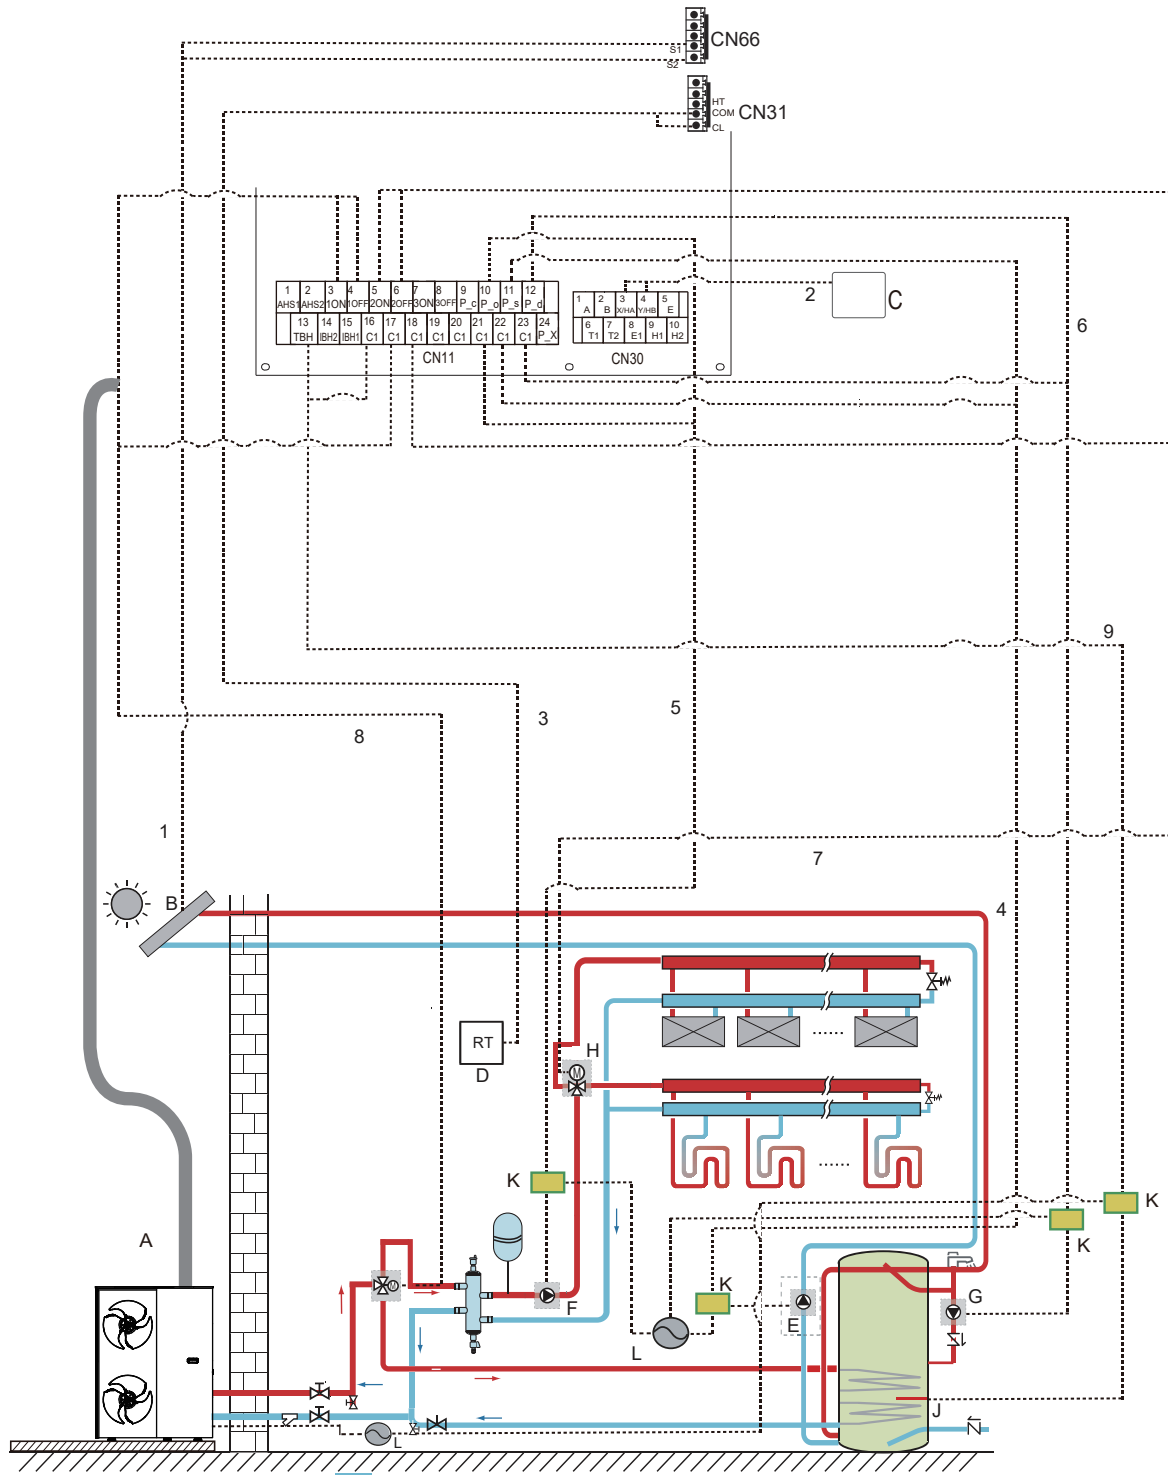 CN66
S1
S2
HT
COM
CN31
CL
1 2 3 4 5 6 7 8 9 10 11 12
AHS1 AHS2 1ON 1OFF 2ON 2OFF 3ON 3OFF P_c P_o P_s P_d
13 14 15 16 17 18 19 20 21 22 23 24
TBH IBH2 IBH1 C1 C1 C1 C1 C1 C1 C1 C1 P_X
CN11
1 2 3 4 5
A B X/HA Y/HB E
6 7 8 9 10
T1 T2 E1 H1 H2
CN30
2
C
6
9
5
3
8
1
7
B
4
RT
D
H
M
K
K
K
A
M
F
K
G
E
L
J
L